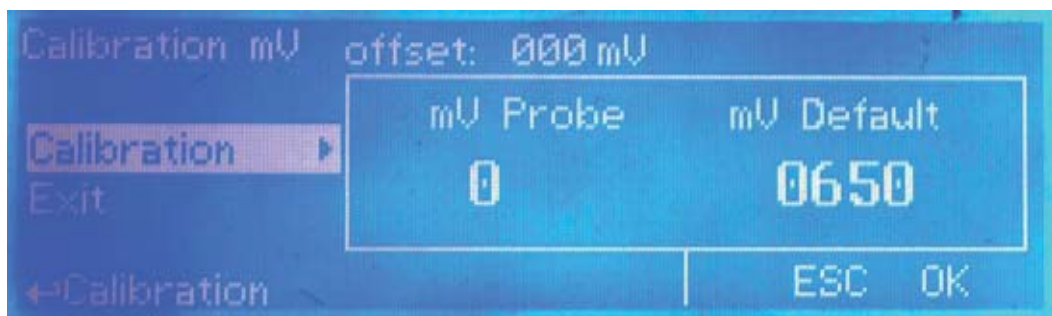 Calibration mV offset: 000 mV
mV Probe mV Default
Calibration
0 0650
Exit
ESC OK
↩Calibration